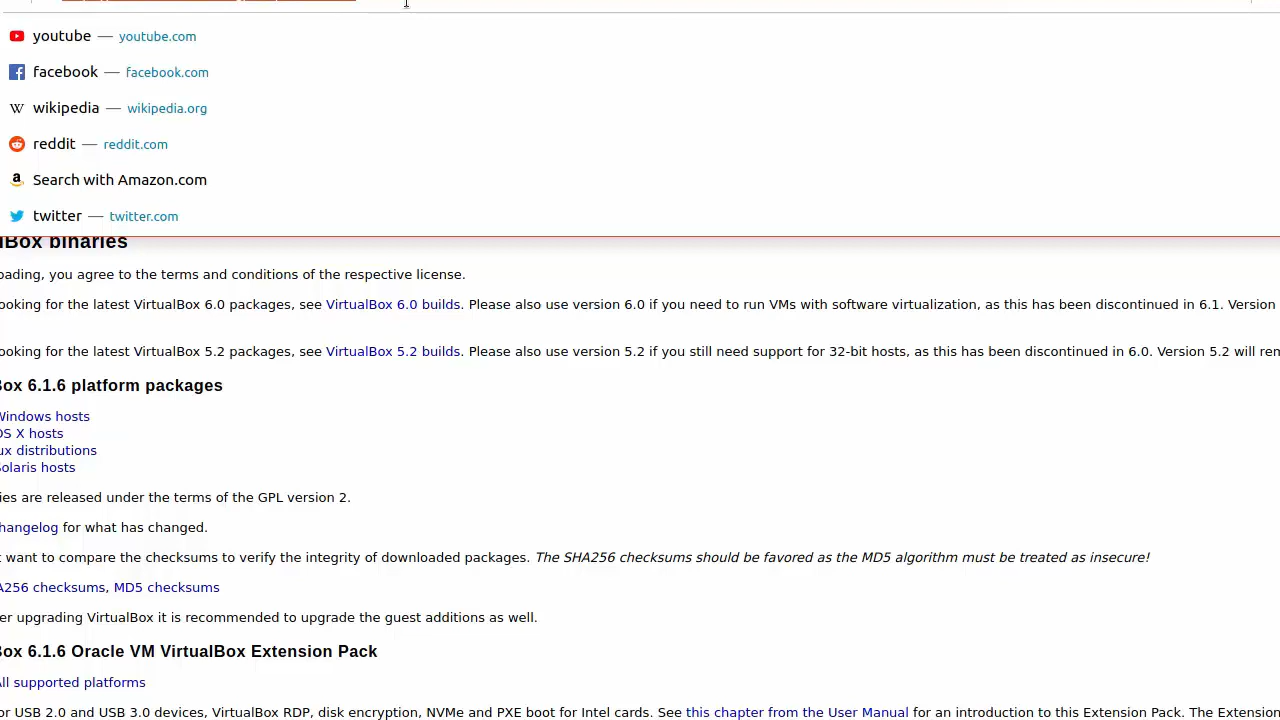 youtube — youtube.com
facebook — facebook.com
wikipedia — wikipedia.org
reddit — reddit.com
Search with Amazon.com
twitter — twitter.com
lBox binaries
oading, you agree to the terms and conditions of the respective license.
ooking for the latest VirtualBox 6.0 packages, see VirtualBox 6.0 builds. Please also use version 6.0 if you need to run VMs with software virtualization, as this has been discontinued in 6.1. Version
ooking for the latest VirtualBox 5.2 packages, see VirtualBox 5.2 builds. Please also use version 5.2 if you still need support for 32-bit hosts, as this has been discontinued in 6.0. Version 5.2 will rem
Box 6.1.6 platform packages
Windows hosts
OS X hosts
ux distributions
Solaris hosts
ies are released under the terms of the GPL version 2.
hangelog for what has changed.
t want to compare the checksums to verify the integrity of downloaded packages. The SHA256 checksums should be favored as the MD5 algorithm must be treated as insecure!
A256 checksums, MD5 checksums
er upgrading VirtualBox it is recommended to upgrade the guest additions as well.
Box 6.1.6 Oracle VM VirtualBox Extension Pack
All supported platforms
or USB 2.0 and USB 3.0 devices, VirtualBox RDP, disk encryption, NVMe and PXE boot for Intel cards. See this chapter from the User Manual for an introduction to this Extension Pack. The Extension